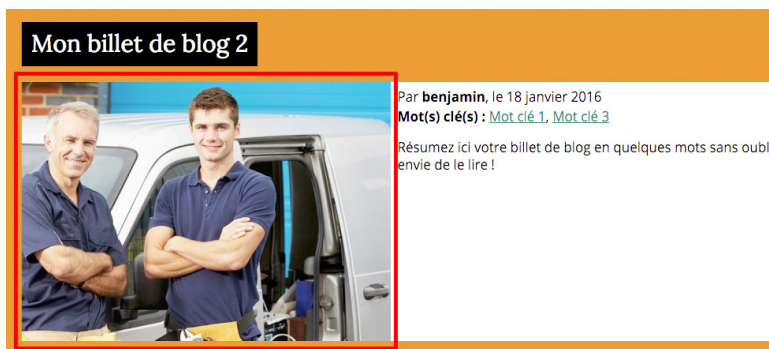 Mon billet de blog 2
Par benjamin, le 18 janvier 2016
Mot(s) clé(s) : Mot clé 1, Mot clé 3
Résumez ici votre billet de blog en quelques mots sans oubl
envie de le lire !